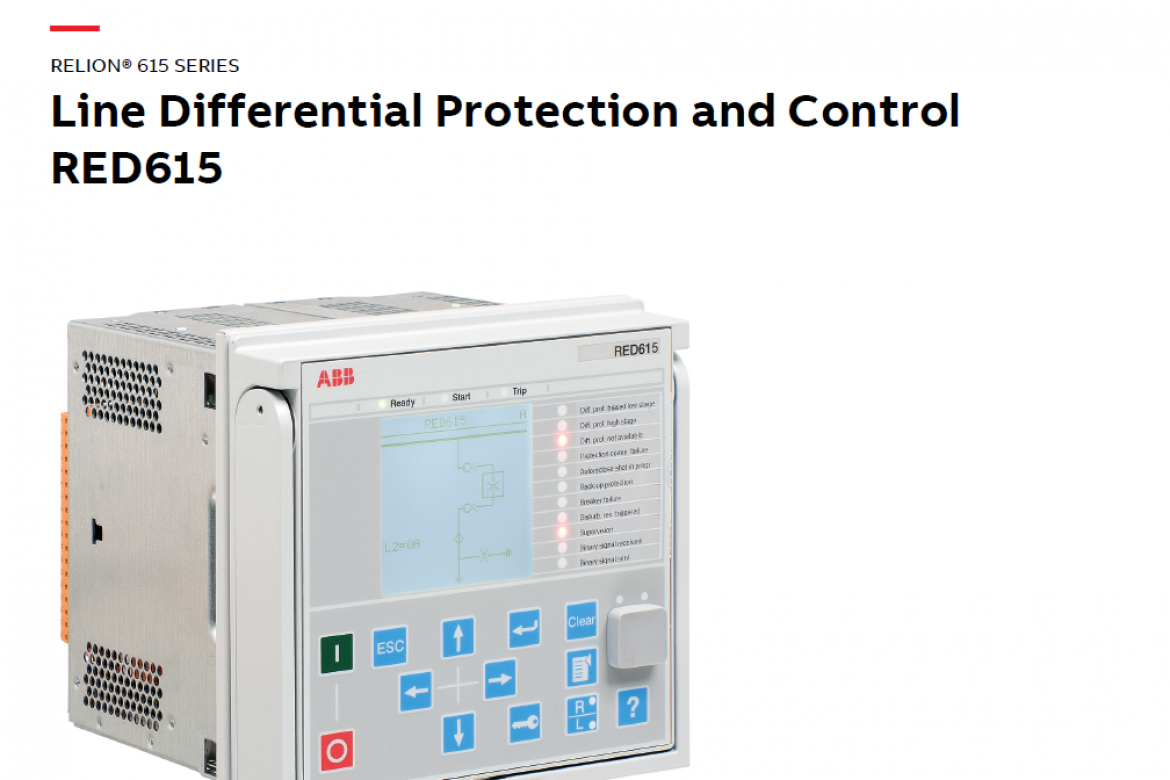 RELION® 615 SERIES
Line Differential Protection and Control
RED615
RED615
ABB
Ready
Start
Trip
RED615
A
Diff. prot. biased low stage
Diff. prot. high stage
Diff. prot. not available
Protection comm. failure
Autoreclose shot in progr.
Back-up protection
Breaker failure
Disturb. rec. triggered
Supervision
Binary signal received
Binary signal sent
L2=0A
I
ESC
Clear
R
L
?
O